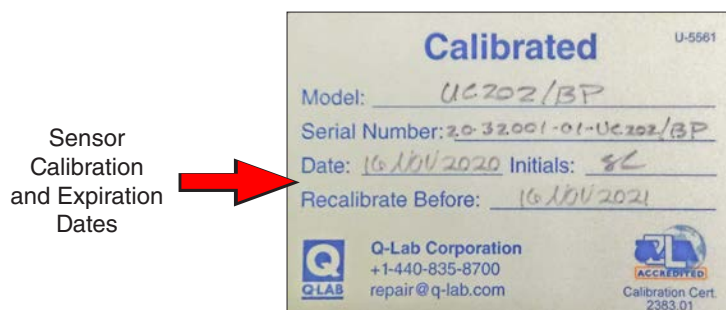 Sensor
Calibration
and Expiration
Dates
Calibrated
U-5561
Model: UC202/BP
Serial Number: 20-32001-01-UC202/BP
Date: 16 NOV 2020 Initials: SC
Recalibrate Before: 16 NOV 2021
Q
Q-LAB
Q-Lab Corporation
+1-440-835-8700
repair@q-lab.com
A2LA
ACCREDITED
Calibration Cert.
2383.01